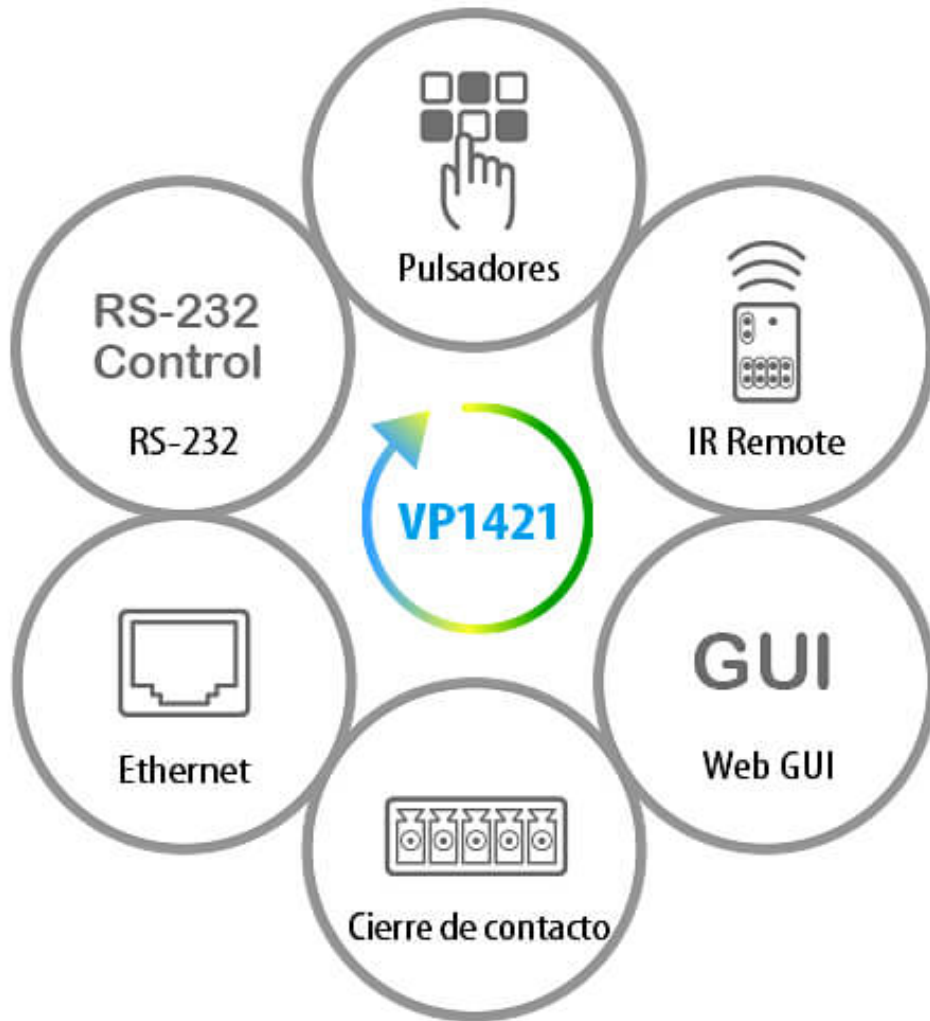 Pulsadores
RS-232
Control
RS-232
IR Remote
VP1421
Ethernet
GUI
Web GUI
Cierre de contacto